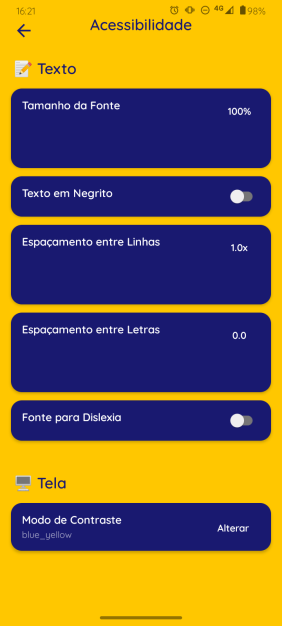 16:21
4G 98%
Acessibilidade
Texto
Tamanho da Fonte
100%
Texto em Negrito
Espaçamento entre Linhas
1.0x
Espaçamento entre Letras
0.0
Fonte para Dislexia
Tela
Modo de Contraste
Alterar
blue_yellow